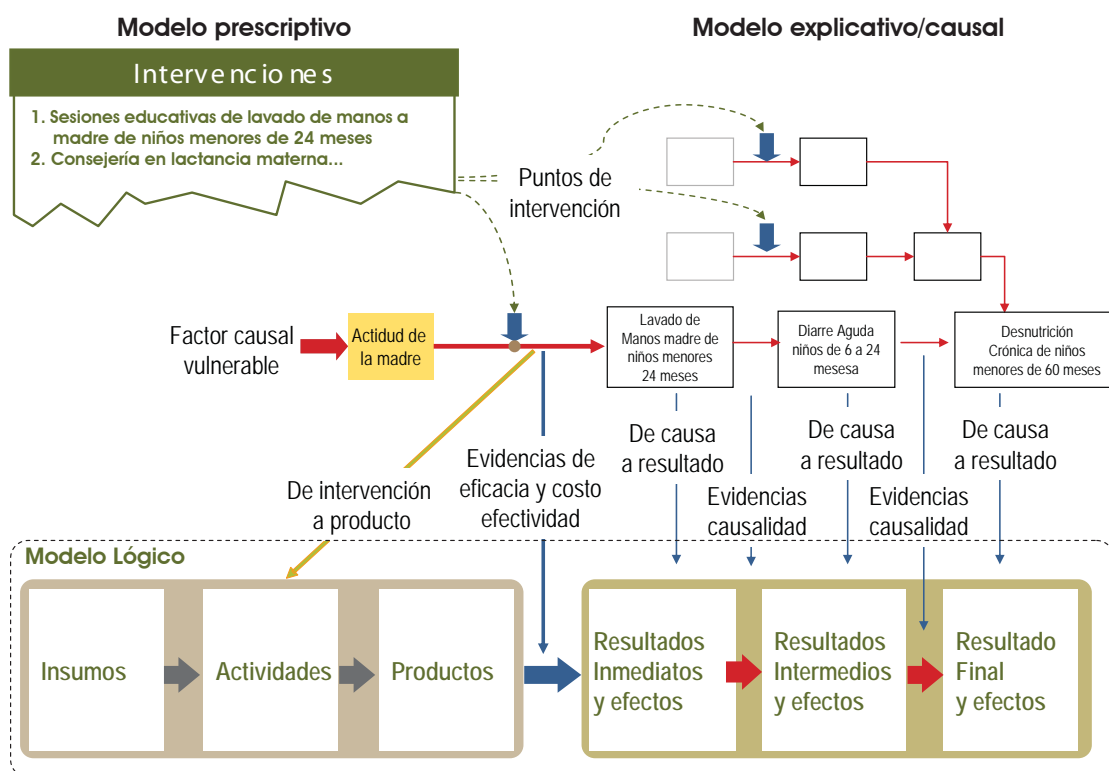 Modelo prescriptivo
Modelo explicativo/causal
Intervenciones
1. Sesiones educativas de lavado de manos a
madre de niños menores de 24 meses
2. Consejería en lactancia materna...
Puntos de
intervención
Factor causal
vulnerable
Actidud de
la madre
Lavado de
Manos madre de
niños menores
24 meses
Diarre Aguda
niños de 6 a 24
mesesa
Desnutrición
Crónica de niños
menores de 60 meses
De intervención
a producto
Evidencias de
eficacia y costo
efectividad
De causa
a resultado
Evidencias
causalidad
De causa
a resultado
Evidencias
causalidad
De causa
a resultado
Modelo Lógico
Insumos
Actividades
Productos
Resultados
Inmediatos
y efectos
Resultados
Intermedios
y efectos
Resultado
Final
y efectos